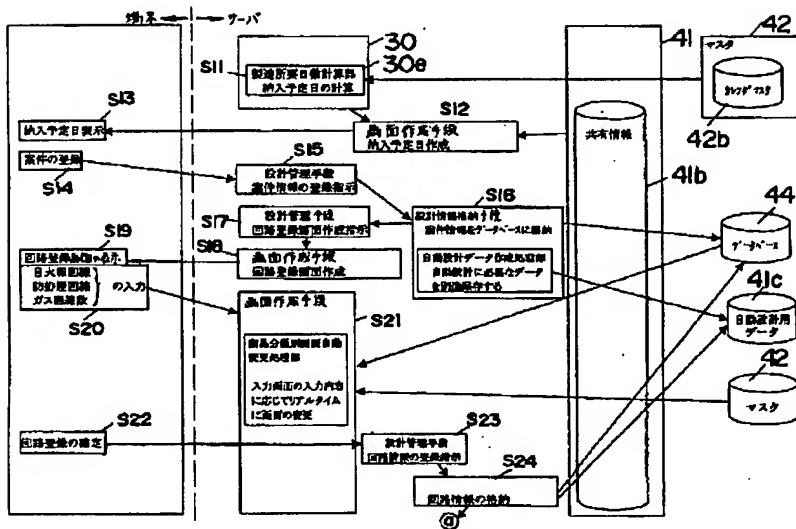 端末 サーバ
30
S11
製造所要日数計算部
納入予定日の計算
30e
41
42
マスタ
カレンダマスタ
42b
S13
納入予定日提示
S12
画面作成手段
納入予定日作成
共有情報
41b
案件の登録
S14
S15
設計管理手段
案件情報の登録指示
S16
設計情報格納手段
案件情報をデータベースに格納
自動設計データ作成処理部
自動設計に必要なデータ
を別途保存する
S17
設計管理手段
回路登録画面作成指示
44
データベース
S19
S18
画面作成手段
回路登録画面作成
回路登録画面の表示
自火報回線
防排煙回線
ガス回線数
の入力
S20
41c
自動設計用
データ
画面作成手段
S21
商品分類別画面自動
変更処理部
入力画面の入力内容
に応じてリアルタイム
に画面の変更
42
マスタ
S22
回路登録の確定
S23
設計管理手段
回路情報の登録指示
S24
回路情報の格納
ⓐ